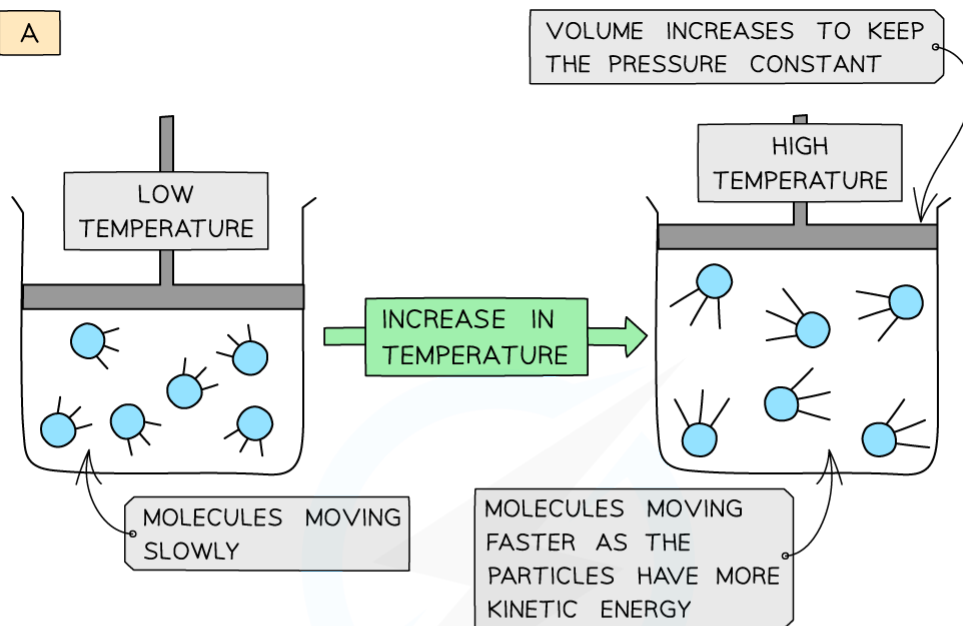 A
VOLUME INCREASES TO KEEP
THE PRESSURE CONSTANT
LOW
TEMPERATURE
HIGH
TEMPERATURE
INCREASE IN
TEMPERATURE
MOLECULES MOVING
SLOWLY
MOLECULES MOVING
FASTER AS THE
PARTICLES HAVE MORE
KINETIC ENERGY